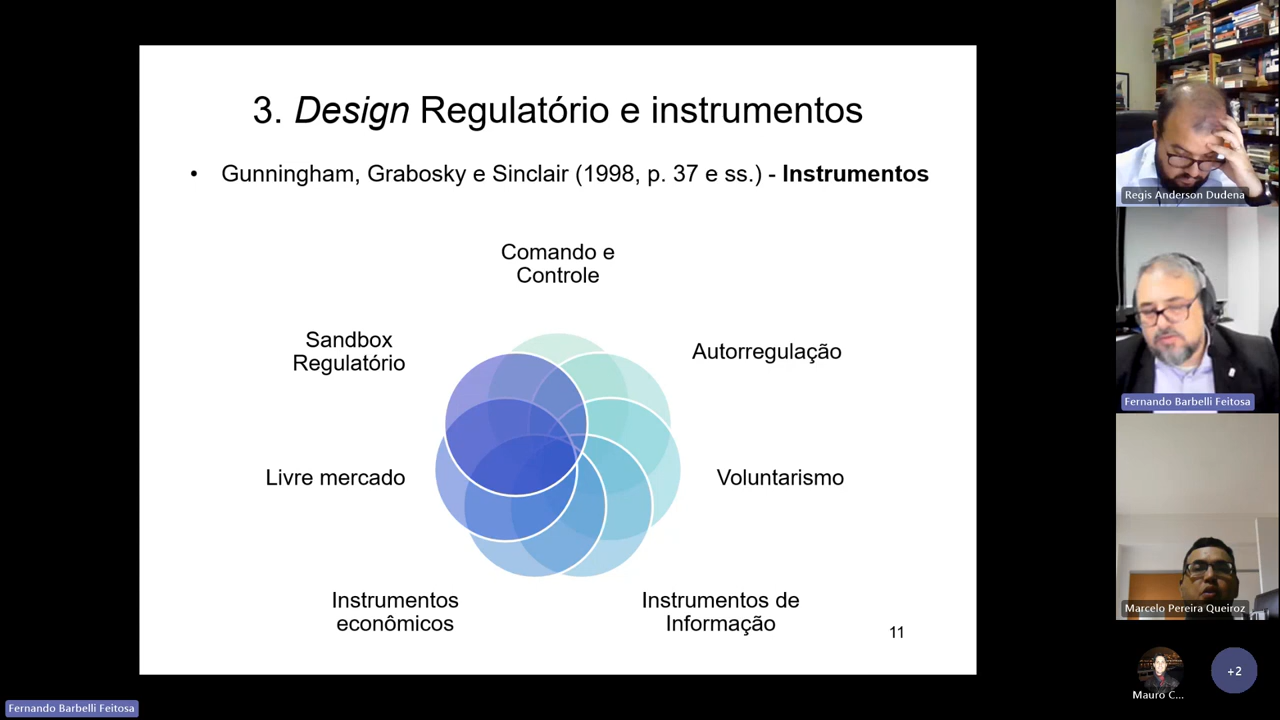 3. Design Regulatório e instrumentos
• Gunningham, Grabosky e Sinclair (1998, p. 37 e ss.) - Instrumentos
Comando e
Controle
Sandbox
Regulatório
Autorregulação
Livre mercado
Voluntarismo
Instrumentos
econômicos
Instrumentos de
Informação
11
Regis Anderson Dudena
Fernando Barbelli Feitosa
Marcelo Pereira Queiroz
Mauro C...
+2
Fernando Barbelli Feitosa